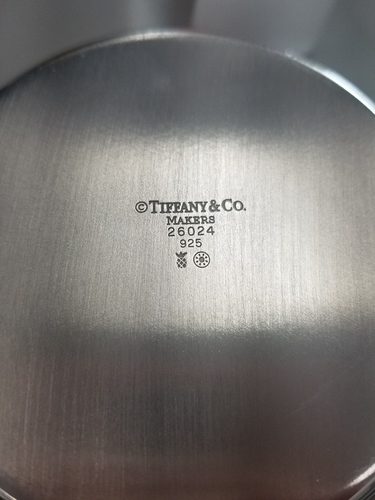 ©TIFFANY & CO.
MAKERS
26024
925